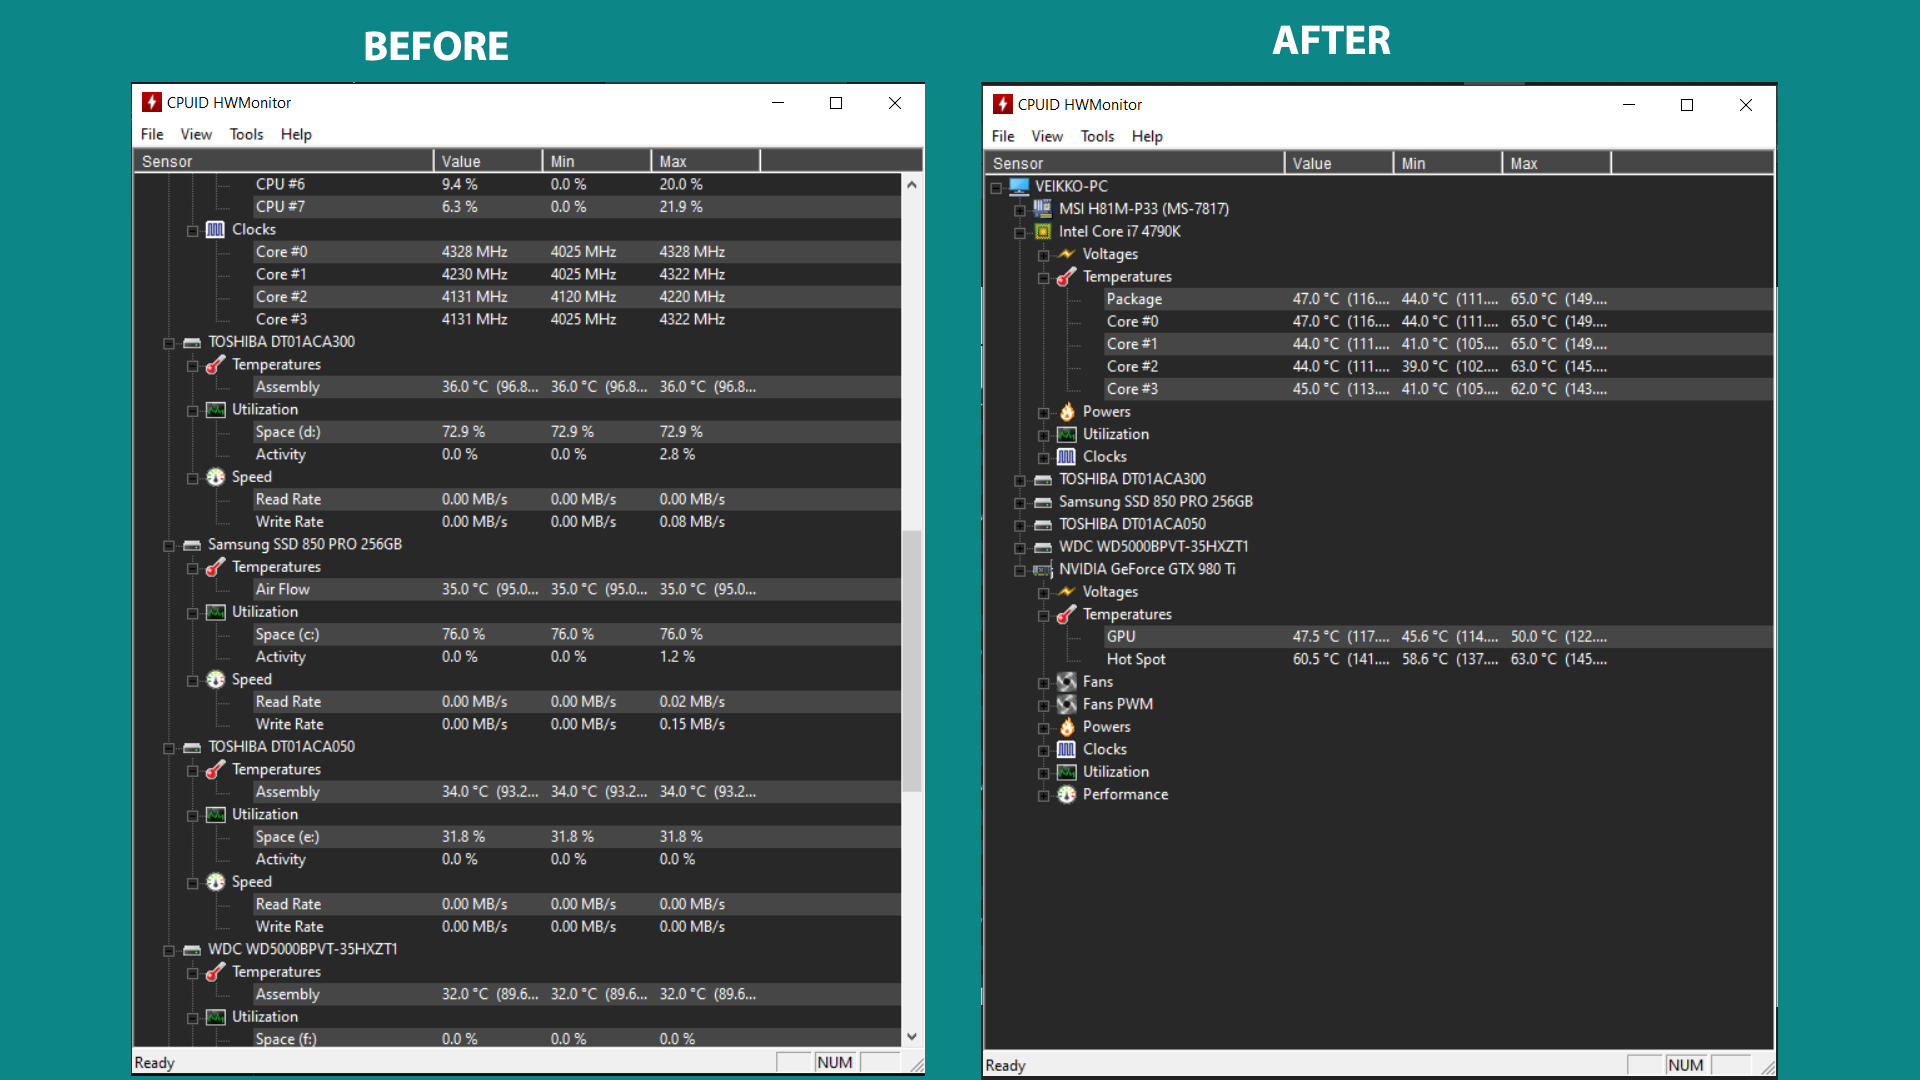 BEFORE
CPUID HWMonitor
File View Tools Help
Sensor Value Min Max
CPU #6 9.4 % 0.0 % 20.0 %
CPU #7 6.3 % 0.0 % 21.9 %
Clocks
Core #0 4328 MHz 4025 MHz 4328 MHz
Core #1 4230 MHz 4025 MHz 4322 MHz
Core #2 4131 MHz 4120 MHz 4220 MHz
Core #3 4131 MHz 4025 MHz 4322 MHz
TOSHIBA DT01ACA300
Temperatures
Assembly 36.0 °C (96.8... 36.0 °C (96.8... 36.0 °C (96.8...
Utilization
Space (d:) 72.9 % 72.9 % 72.9 %
Activity 0.0 % 0.0 % 2.8 %
Speed
Read Rate 0.00 MB/s 0.00 MB/s 0.00 MB/s
Write Rate 0.00 MB/s 0.00 MB/s 0.08 MB/s
Samsung SSD 850 PRO 256GB
Temperatures
Air Flow 35.0 °C (95.0... 35.0 °C (95.0... 35.0 °C (95.0...
Utilization
Space (c:) 76.0 % 76.0 % 76.0 %
Activity 0.0 % 0.0 % 1.2 %
Speed
Read Rate 0.00 MB/s 0.00 MB/s 0.02 MB/s
Write Rate 0.00 MB/s 0.00 MB/s 0.15 MB/s
TOSHIBA DT01ACA050
Temperatures
Assembly 34.0 °C (93.2... 34.0 °C (93.2... 34.0 °C (93.2...
Utilization
Space (e:) 31.8 % 31.8 % 31.8 %
Activity 0.0 % 0.0 % 0.0 %
Speed
Read Rate 0.00 MB/s 0.00 MB/s 0.00 MB/s
Write Rate 0.00 MB/s 0.00 MB/s 0.00 MB/s
WDC WD5000BPVT-35HXZT1
Temperatures
Assembly 32.0 °C (89.6... 32.0 °C (89.6... 32.0 °C (89.6...
Utilization
Space (f:) 0.0 % 0.0 % 0.0 %
Ready NUM
AFTER
CPUID HWMonitor
File View Tools Help
Sensor Value Min Max
VEIKKO-PC
MSI H81M-P33 (MS-7817)
Intel Core i7 4790K
Voltages
Temperatures
Package 47.0 °C (116.... 44.0 °C (111.... 65.0 °C (149....
Core #0 47.0 °C (116.... 44.0 °C (111.... 65.0 °C (149....
Core #1 44.0 °C (111.... 41.0 °C (105.... 65.0 °C (149....
Core #2 44.0 °C (111.... 39.0 °C (102.... 63.0 °C (145....
Core #3 45.0 °C (113.... 41.0 °C (105.... 62.0 °C (143....
Powers
Utilization
Clocks
TOSHIBA DT01ACA300
Samsung SSD 850 PRO 256GB
TOSHIBA DT01ACA050
WDC WD5000BPVT-35HXZT1
NVIDIA GeForce GTX 980 Ti
Voltages
Temperatures
GPU 47.5 °C (117.... 45.6 °C (114.... 50.0 °C (122....
Hot Spot 60.5 °C (141.... 58.6 °C (137.... 63.0 °C (145....
Fans
Fans PWM
Powers
Clocks
Utilization
Performance
Ready NUM